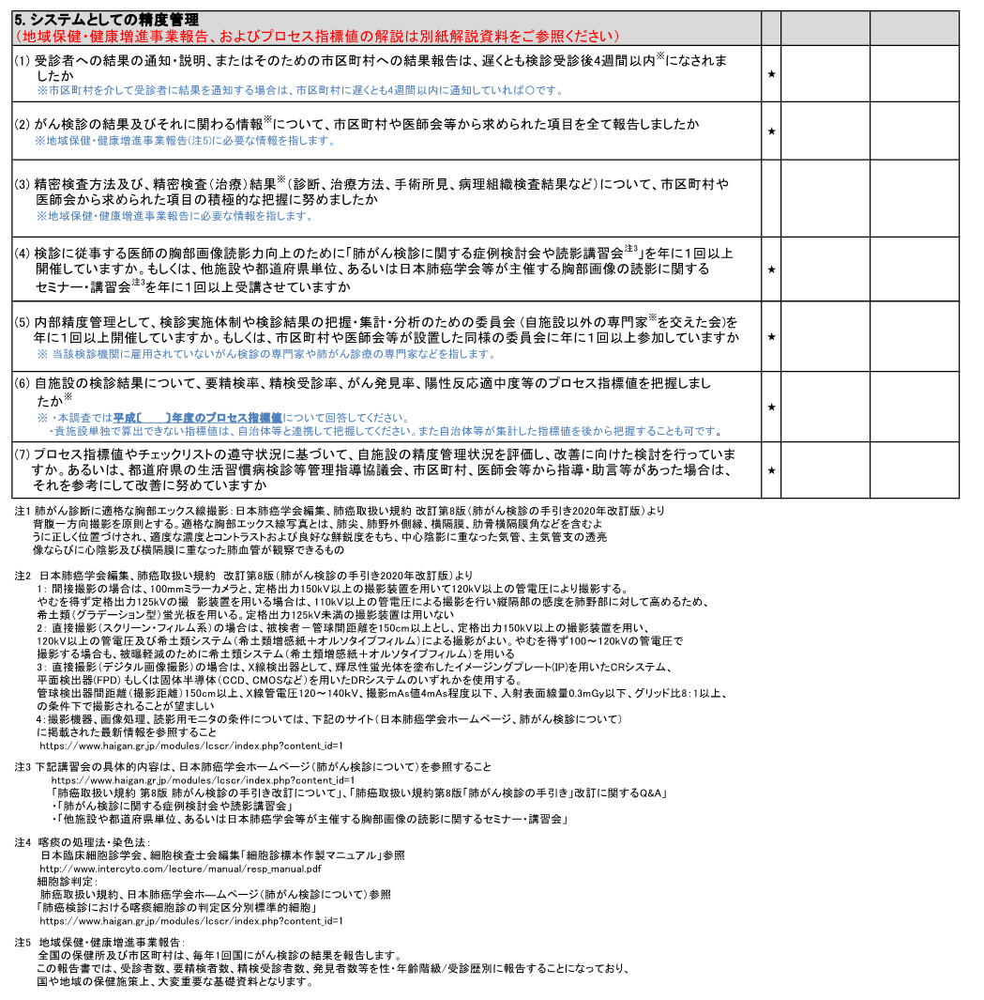 5. システムとしての精度管理
（地域保健・健康増進事業報告、およびプロセス指標値の解説は別紙解説資料をご参照ください）
(1) 受診者への結果の通知・説明、またはそのための市区町村への結果報告は、遅くとも検診受診後4週間以内※になされま
したか
※市区町村を介して受診者に結果を通知する場合は、市区町村に遅くとも4週間以内に通知していれば○です。
★
(2) がん検診の結果及びそれに関わる情報※について、市区町村や医師会等から求められた項目を全て報告しましたか
※地域保健・健康増進事業報告(注5)に必要な情報を指します。
★
(3) 精密検査方法及び、精密検査（治療）結果※（診断、治療方法、手術所見、病理組織検査結果など）について、市区町村や
医師会から求められた項目の積極的な把握に努めましたか
※地域保健・健康増進事業報告に必要な情報を指します。
(4) 検診に従事する医師の胸部画像読影力向上のために「肺がん検診に関する症例検討会や読影講習会注3」を年に１回以上
開催していますか。もしくは、他施設や都道府県単位、あるいは日本肺癌学会等が主催する胸部画像の読影に関する
セミナー・講習会注3を年に１回以上受講させていますか
★
(5) 内部精度管理として、検診実施体制や検診結果の把握・集計・分析のための委員会 (自施設以外の専門家※を交えた会)を
年に１回以上開催していますか。もしくは、市区町村や医師会等が設置した同様の委員会に年に１回以上参加していますか
※ 当該検診機関に雇用されていないがん検診の専門家や肺がん診療の専門家などを指します。
★
(6) 自施設の検診結果について、要精検率、精検受診率、がん発見率、陽性反応適中度等のプロセス指標値を把握しまし
たか※
※ ・本調査では平成〔　　〕年度のプロセス指標値について回答してください。
・貴施設単独で算出できない指標値は、自治体等と連携して把握してください。また自治体等が集計した指標値を後から把握することも可です。
★
(7) プロセス指標値やチェックリストの遵守状況に基づいて、自施設の精度管理状況を評価し、改善に向けた検討を行っていま
すか。あるいは、都道府県の生活習慣病検診等管理指導協議会、市区町村、医師会等から指導・助言等があった場合は、
それを参考にして改善に努めていますか
★
注1 肺がん診断に適格な胸部エックス線撮影：日本肺癌学会編集、肺癌取扱い規約 改訂第8版（肺がん検診の手引き2020年改訂版）より
背腹一方向撮影を原則とする。適格な胸部エックス線写真とは、肺尖、肺野外側縁、横隔膜、肋骨横隔膜角などを含むよ
うに正しく位置づけされ、適度な濃度とコントラストおよび良好な鮮鋭度をもち、中心陰影に重なった気管、主気管支の透亮
像ならびに心陰影及び横隔膜に重なった肺血管が観察できるもの
注2　日本肺癌学会編集、肺癌取扱い規約　改訂第8版（肺がん検診の手引き2020年改訂版）より
1： 間接撮影の場合は、100mmミラーカメラと、定格出力150kV以上の撮影装置を用いて120kV以上の管電圧により撮影する。
やむを得ず定格出力125kVの撮　影装置を用いる場合は、110kV以上の管電圧による撮影を行い縦隔部の感度を肺野部に対して高めるため、
希土類（グラデーション型）蛍光板を用いる。定格出力125kV未満の撮影装置は用いない
2： 直接撮影（スクリーン・フィルム系）の場合は、被検者－管球間距離を150cm以上とし、定格出力150kV以上の撮影装置を用い、
120kV以上の管電圧及び希土類システム（希土類増感紙＋オルソタイプフィルム）による撮影がよい。やむを得ず100～120kVの管電圧で
撮影する場合も、被曝軽減のために希土類システム（希土類増感紙＋オルソタイプフィルム）を用いる
3： 直接撮影（デジタル画像撮影）の場合は、X線検出器として、輝尽性蛍光体を塗布したイメージングプレート(IP)を用いたCRシステム、
平面検出器(FPD) もしくは固体半導体（CCD、CMOSなど）を用いたDRシステムのいずれかを使用する。
管球検出器間距離（撮影距離）150cm以上、X線管電圧120～140kV、撮影mAs値4mAs程度以下、入射表面線量0.3mGy以下、グリッド比8：1以上、
の条件下で撮影されることが望ましい
4：撮影機器、画像処理、読影用モニタの条件については、下記のサイト（日本肺癌学会ホームページ、肺がん検診について）
に掲載された最新情報を参照すること
https://www.haigan.gr.jp/modules/lcscr/index.php?content_id=1
注3 下記講習会の具体的内容は、日本肺癌学会ホームページ（肺がん検診について）を参照すること
https://www.haigan.gr.jp/modules/lcscr/index.php?content_id=1
「肺癌取扱い規約 第8版 肺がん検診の手引き改訂について」、「肺癌取扱い規約第8版「肺がん検診の手引き」改訂に関するQ&A」
・「肺がん検診に関する症例検討会や読影講習会」
・「他施設や都道府県単位、あるいは日本肺癌学会等が主催する胸部画像の読影に関するセミナー・講習会」
注4　喀痰の処理法・染色法：
日本臨床細胞診学会、細胞検査士会編集「細胞診標本作製マニュアル」参照
http://www.intercyto.com/lecture/manual/resp_manual.pdf
細胞診判定：
肺癌取扱い規約、日本肺癌学会ホームページ（肺がん検診について）参照
「肺癌検診における喀痰細胞診の判定区分別標準的細胞」
https://www.haigan.gr.jp/modules/lcscr/index.php?content_id=1
注5　地域保健・健康増進事業報告：
全国の保健所及び市区町村は、毎年1回国にがん検診の結果を報告します。
この報告書では、受診者数、要精検者数、精検受診者数、発見者数等を性・年齢階級/受診歴別に報告することになっており、
国や地域の保健施策上、大変重要な基礎資料となります。